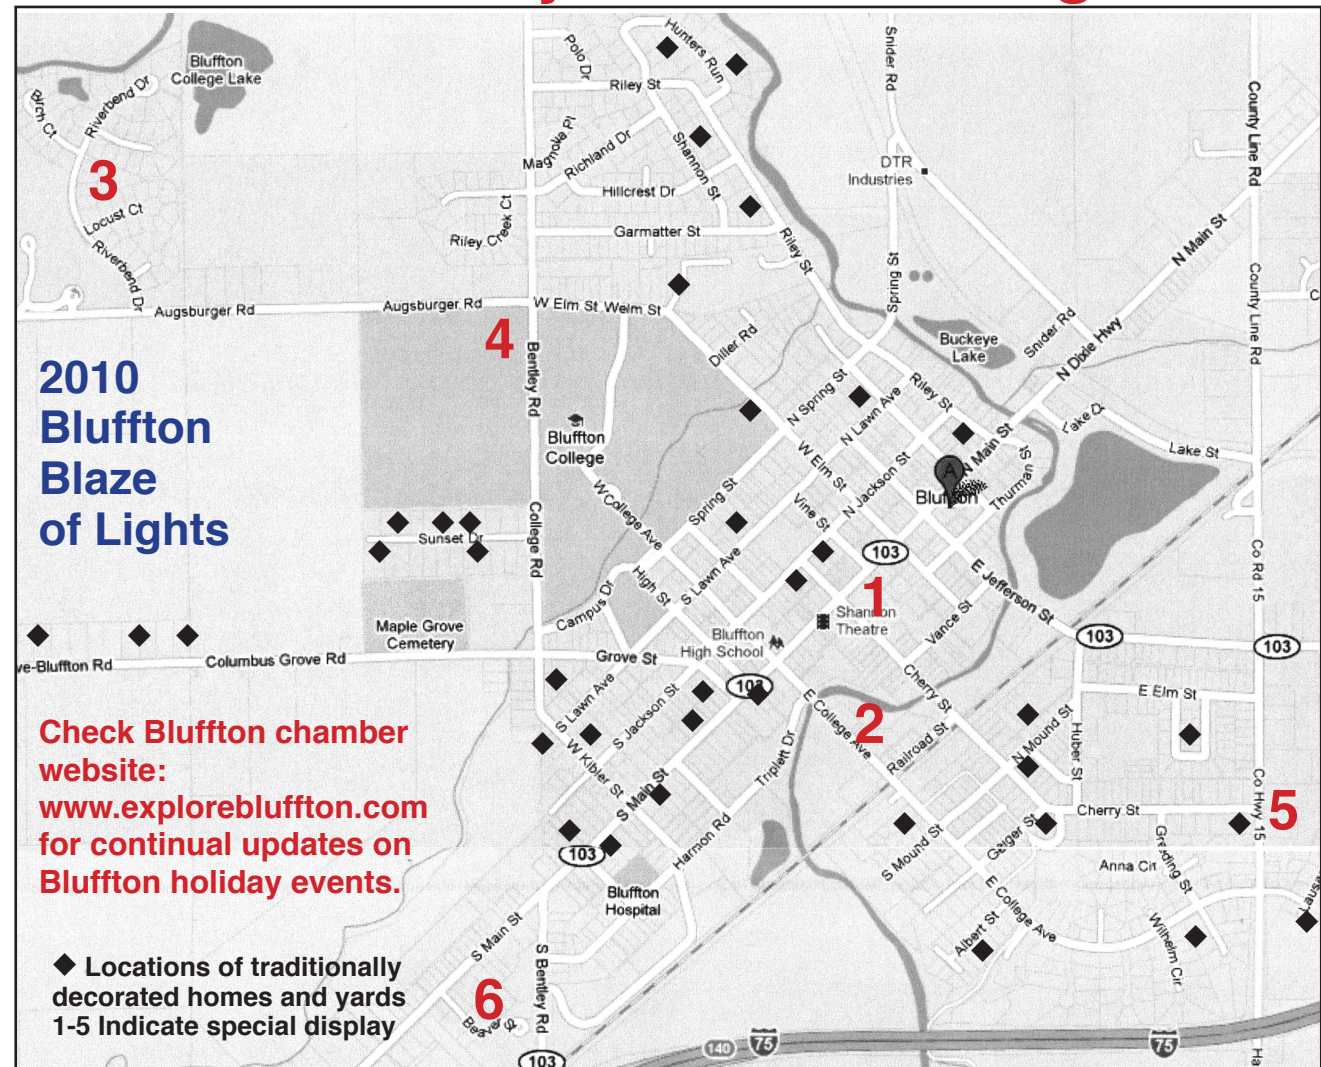 Hunters Run
Polo Dr
Riley St
Snider Rd
County Line Rd
Bluffton
College Lake
Birch Ct
Riverbend Dr
3
Locust Ct
Riverbend Dr
Magnolia Pl
Richland Dr
Shannon St
Hillcrest Dr
Riley Creek Ct
Garmatter St
Riley St
DTR
Industries
Spring St
N Main St
County Line Rd
Augsburger Rd
Augsburger Rd
W Elm St
Welm St
4
Bentley Rd
Diller Rd
Buckeye
Lake
Snider Rd
N Dixie Hwy
2010
Bluffton
Blaze
of Lights
Bluffton
College
N Spring St
N Lawn Ave
Riley St
Lake
Lake St
W Elm St
N Jackson St
N Main St
A
Bluffton
Thurman St
W College Ave
Spring St
Vine St
College Rd
Sunset Dr
High St
S Lawn Ave
103
1
E Jefferson St
Co Rd 15
Campus Dr
Maple Grove
Cemetery
Bluffton
High School
Shannon
Theatre
Vance St
103
103
we-Bluffton Rd
Columbus Grove Rd
Grove St
103
Cherry St
E Elm St
S Lawn Ave
S Jackson St
W Kibler St
E College Ave
2
Railroad St
N Mound St
Huber St
Triplett Dr
Check Bluffton chamber
website:
www.explorebluffton.com
for continual updates on
Bluffton holiday events.
S Main St
Harmon Rd
103
Bluffton
Hospital
S Mound St
Geiger St
Cherry St
Co Hwy 15
5
Anna Cir
Greding St
E College Ave
Albert St
Wilhelm Cir
Lausa
S Main St
S Bentley Rd
6
Beaver St
◆ Locations of traditionally
decorated homes and yards
1-5 Indicate special display
103
140
75
75
Ha